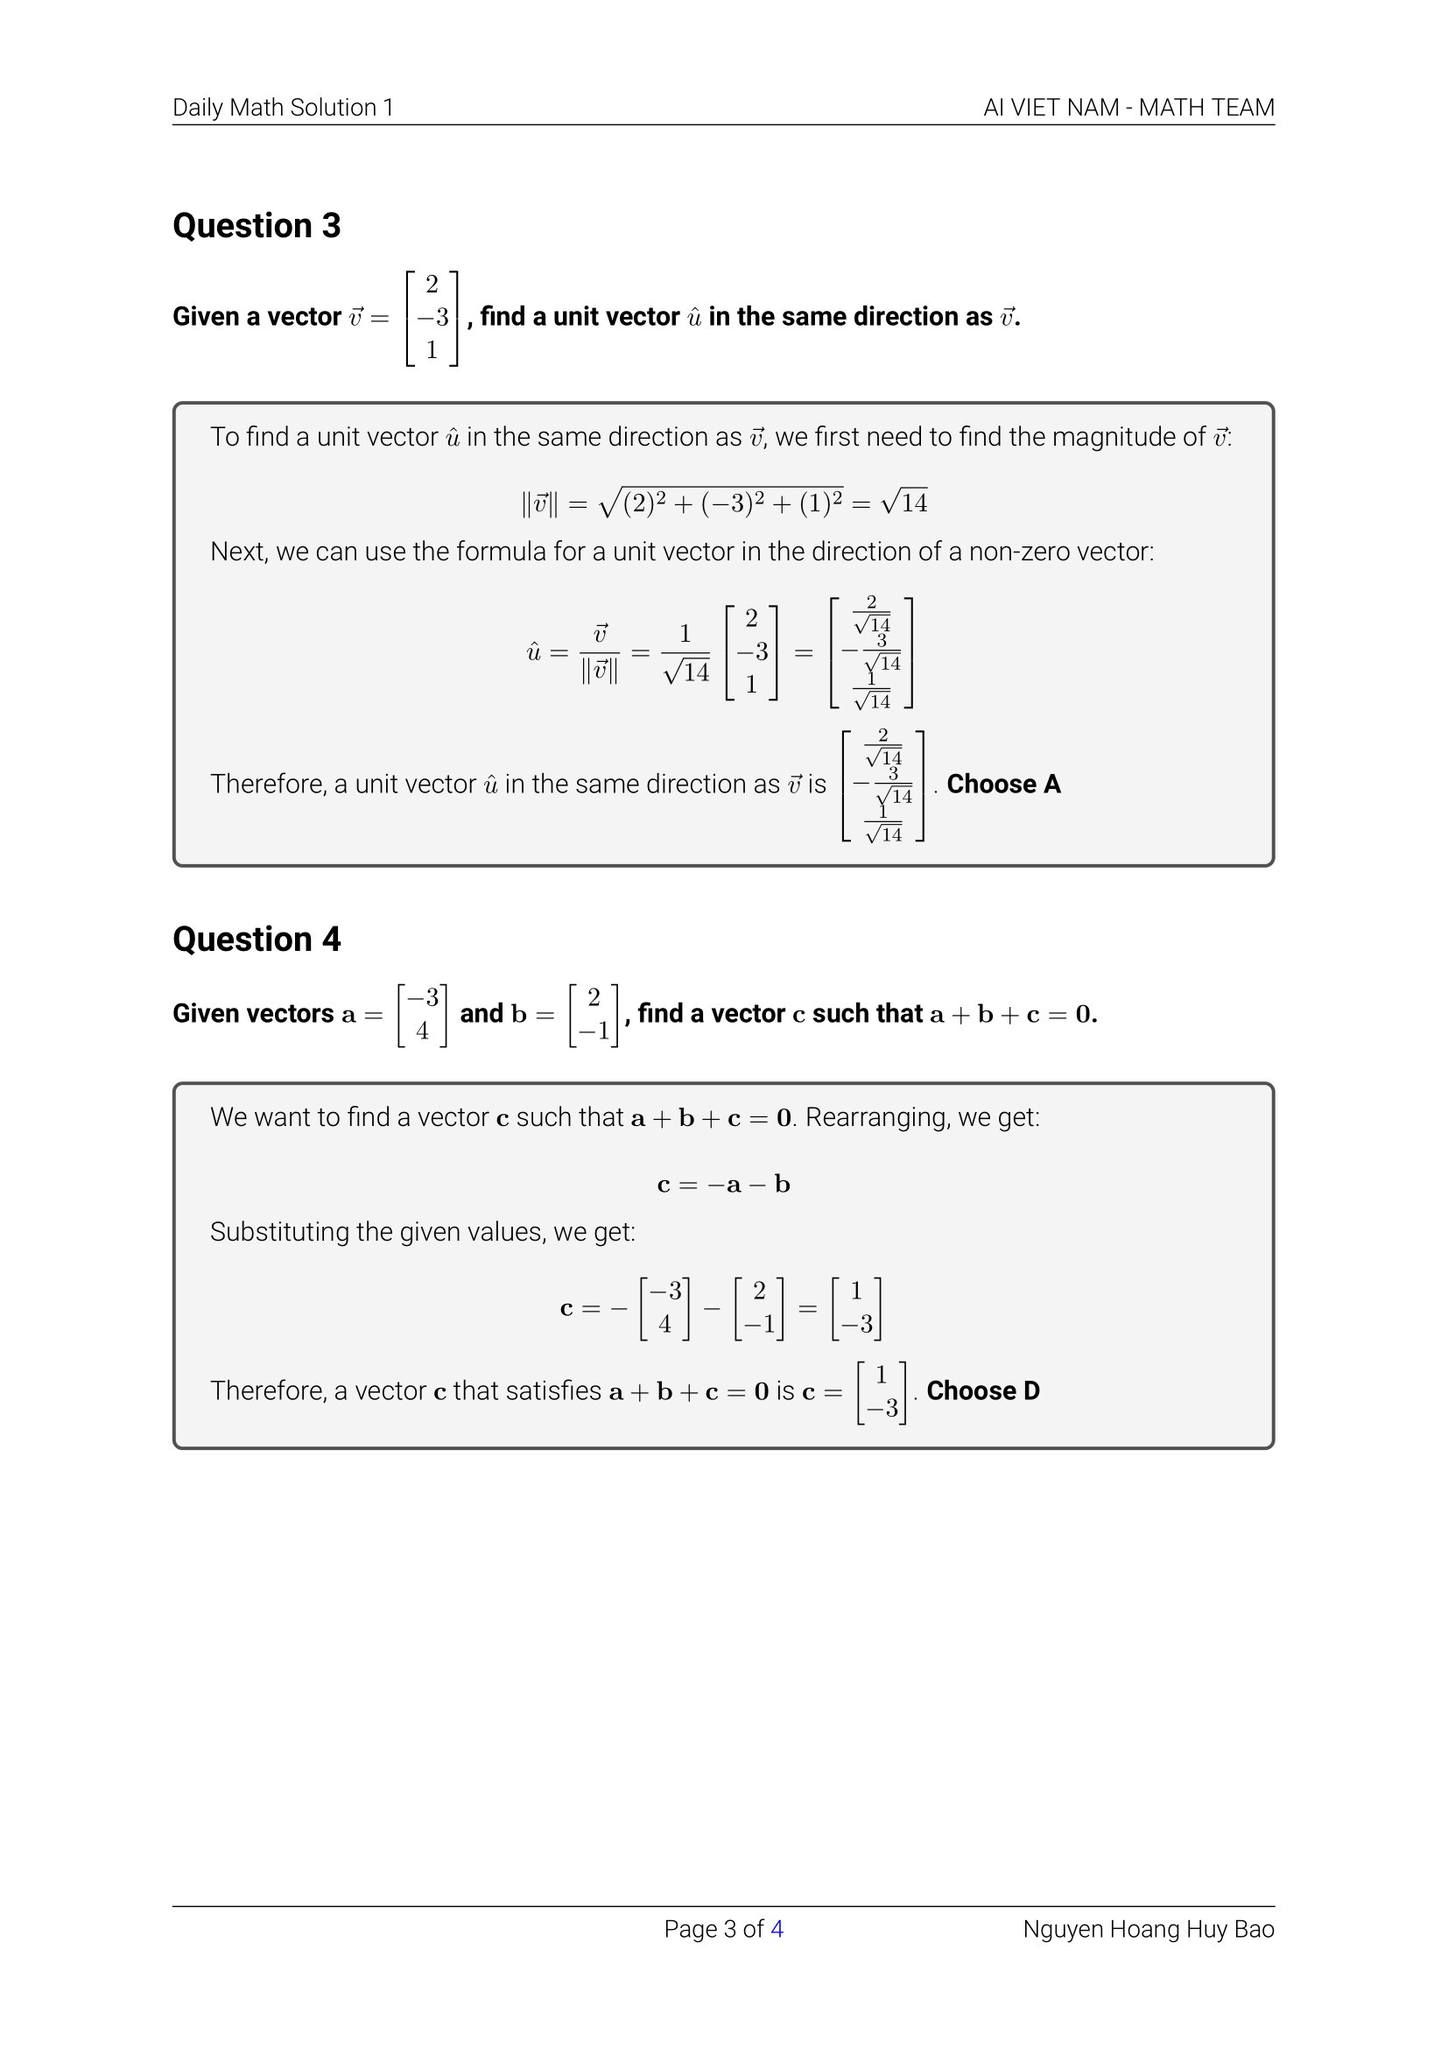 Daily Math Solution 1 AI VIET NAM - MATH TEAM
Question 3
Given a vector $\vec{v} = \begin{bmatrix} 2 \\ -3 \\ 1 \end{bmatrix}$, find a unit vector $\hat{u}$ in the same direction as $\vec{v}$.
To find a unit vector $\hat{u}$ in the same direction as $\vec{v}$, we first need to find the magnitude of $\vec{v}$:
$\|\vec{v}\| = \sqrt{(2)^2 + (-3)^2 + (1)^2} = \sqrt{14}$
Next, we can use the formula for a unit vector in the direction of a non-zero vector:
$\hat{u} = \frac{\vec{v}}{\|\vec{v}\|} = \frac{1}{\sqrt{14}} \begin{bmatrix} 2 \\ -3 \\ 1 \end{bmatrix} = \begin{bmatrix} \frac{2}{\sqrt{14}} \\ -\frac{3}{\sqrt{14}} \\ \frac{1}{\sqrt{14}} \end{bmatrix}$
Therefore, a unit vector $\hat{u}$ in the same direction as $\vec{v}$ is $\begin{bmatrix} \frac{2}{\sqrt{14}} \\ -\frac{3}{\sqrt{14}} \\ \frac{1}{\sqrt{14}} \end{bmatrix}$. Choose A
Question 4
Given vectors $\mathbf{a} = \begin{bmatrix} -3 \\ 4 \end{bmatrix}$ and $\mathbf{b} = \begin{bmatrix} 2 \\ -1 \end{bmatrix}$, find a vector $\mathbf{c}$ such that $\mathbf{a} + \mathbf{b} + \mathbf{c} = \mathbf{0}$.
We want to find a vector $\mathbf{c}$ such that $\mathbf{a} + \mathbf{b} + \mathbf{c} = \mathbf{0}$. Rearranging, we get:
$\mathbf{c} = -\mathbf{a} - \mathbf{b}$
Substituting the given values, we get:
$\mathbf{c} = -\begin{bmatrix} -3 \\ 4 \end{bmatrix} - \begin{bmatrix} 2 \\ -1 \end{bmatrix} = \begin{bmatrix} 1 \\ -3 \end{bmatrix}$
Therefore, a vector $\mathbf{c}$ that satisfies $\mathbf{a} + \mathbf{b} + \mathbf{c} = \mathbf{0}$ is $\mathbf{c} = \begin{bmatrix} 1 \\ -3 \end{bmatrix}$. Choose D
Page 3 of 4 Nguyen Hoang Huy Bao